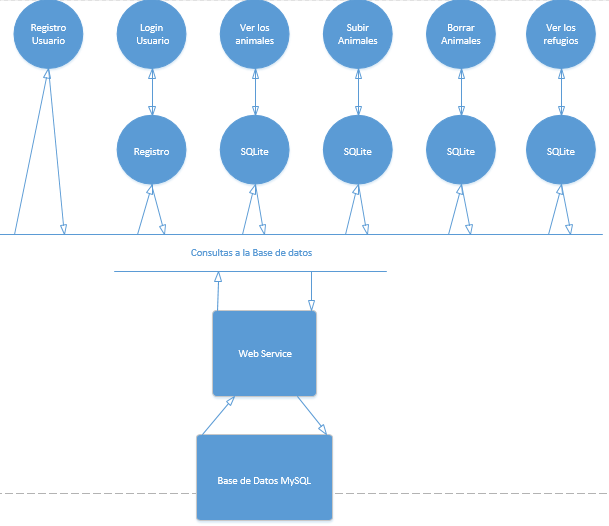 Registro
Usuario
Login
Usuario
Ver los
animales
Subir
Animales
Borrar
Animales
Ver los
refugios
Registro
SQLite
SQLite
SQLite
SQLite
Consultas a la Base de datos
Web Service
Base de Datos MySQL